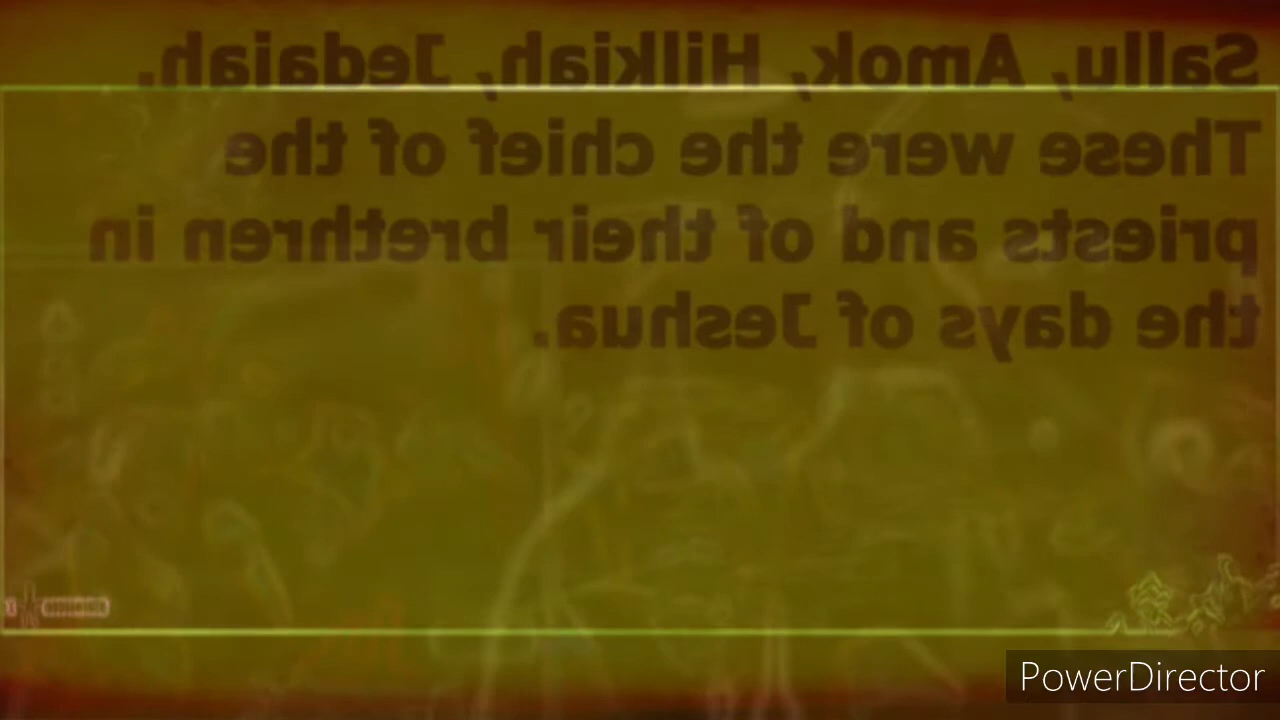 Sallu, Amok, Hilkiah, Jedaiah.
These were the chief of the
priests and of their brethren in
the days of Jeshua.
PowerDirector